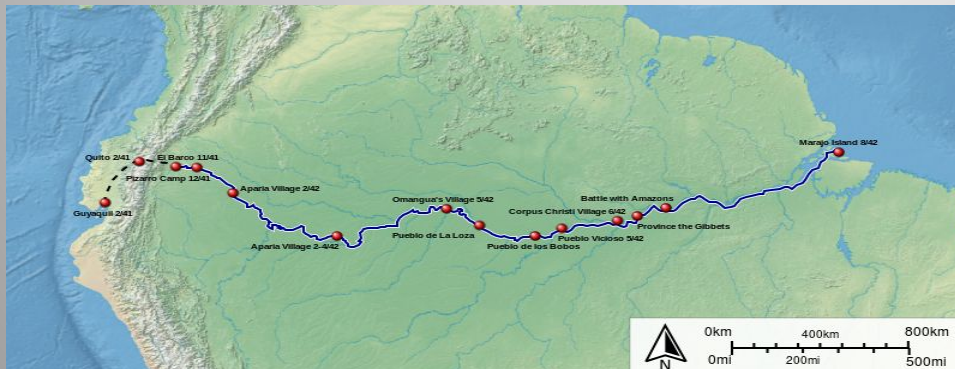 Marajo Island 8/42
Quito 2/41
El Barco 11/41
Pizarro Camp 12/41
Aparia Village 2/42
Omangua's Village 5/42
Battle with Amazons
Guyaquil 2/41
Corpus Christi Village 6/42
Province the Gibbets
Pueblo de La Loza
Pueblo Vicioso 5/42
Aparia Village 2-4/42
Pueblo de los Bobos
0km 400km 800km
0mi 200mi 500mi
N